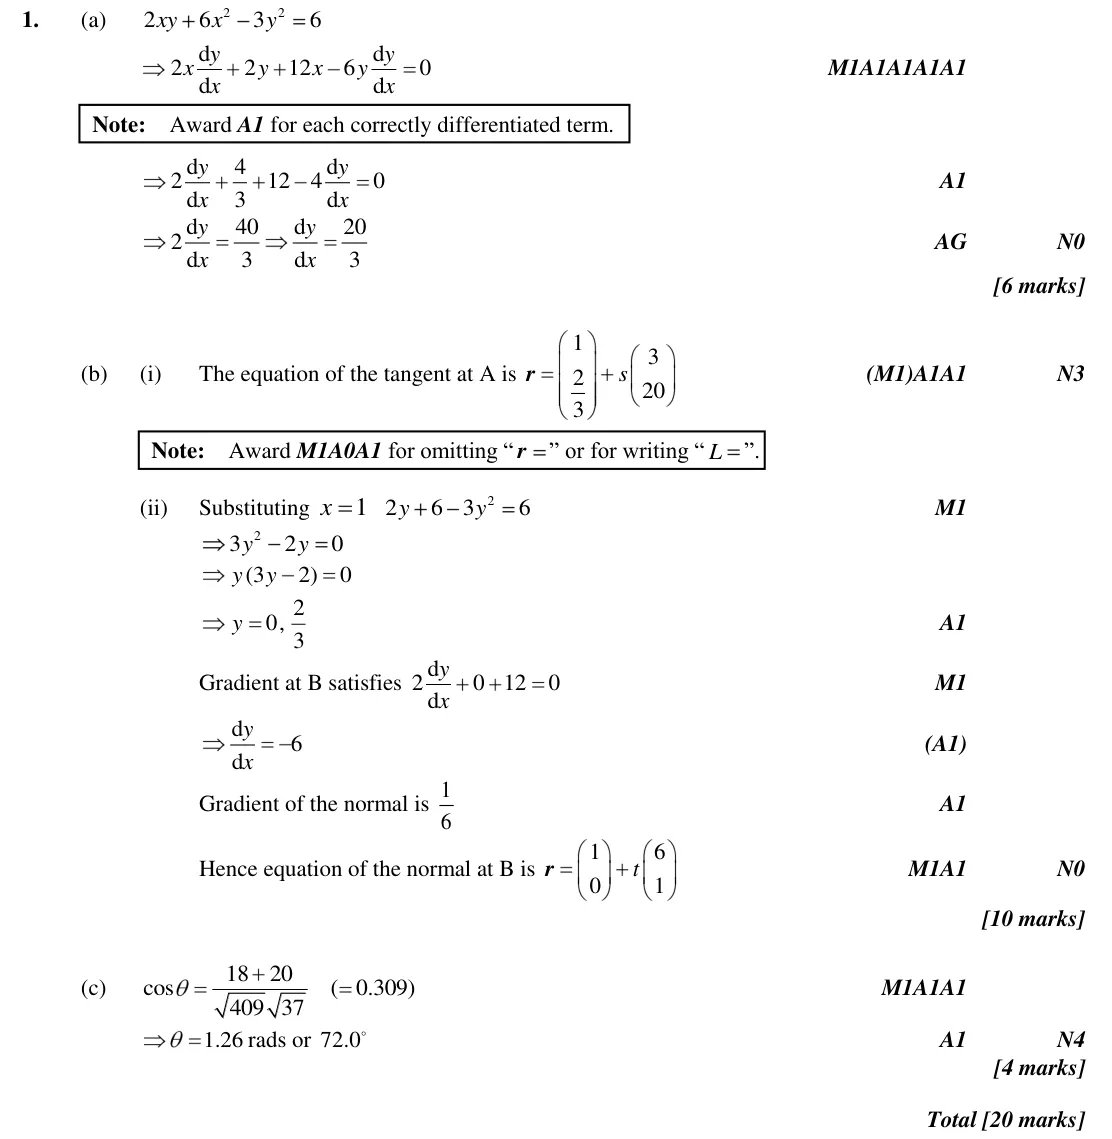 1. (a) 2xy + 6x² − 3y² = 6
⇒ 2x dy/dx + 2y + 12x − 6y dy/dx = 0 M1A1A1A1A1
Note: Award A1 for each correctly differentiated term.
⇒ 2 dy/dx + 4/3 + 12 − 4 dy/dx = 0 A1
⇒ 2 dy/dx = 40/3 ⇒ dy/dx = 20/3 AG N0
[6 marks]
(b) (i) The equation of the tangent at A is r = (1, 2/3) + s(3, 20) (M1)A1A1 N3
Note: Award M1A0A1 for omitting “r =” or for writing “L =”.
(ii) Substituting x = 1 2y + 6 − 3y² = 6 M1
⇒ 3y² − 2y = 0
⇒ y(3y − 2) = 0
⇒ y = 0, 2/3 A1
Gradient at B satisfies 2 dy/dx + 0 + 12 = 0 M1
⇒ dy/dx = −6 (A1)
Gradient of the normal is 1/6 A1
Hence equation of the normal at B is r = (1, 0) + t(6, 1) M1A1 N0
[10 marks]
(c) cosθ = (18 + 20)/(√409 √37) (= 0.309) M1A1A1
⇒ θ = 1.26 rads or 72.0° A1 N4
[4 marks]
Total [20 marks]